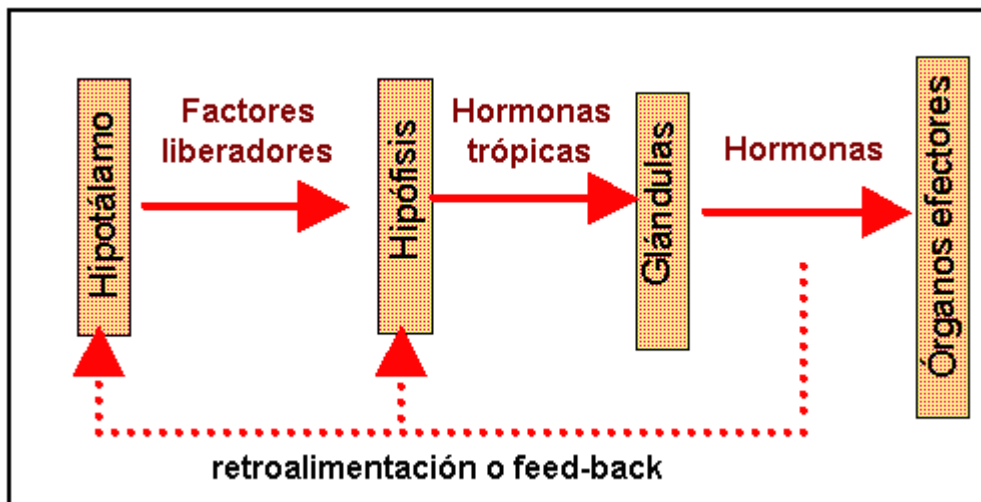 Hipotálamo
Factores
liberadores
Hipófisis
Hormonas
trópicas
Glándulas
Hormonas
Órganos efectores
retroalimentación o feed-back